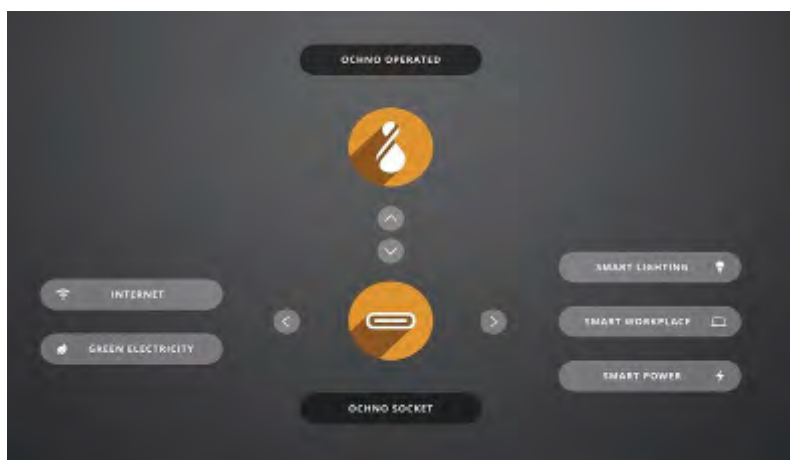 OCHNO OPERATED
INTERNET
GREEN ELECTRICITY
SMART LIGHTING
SMART WORKPLACE
SMART POWER
OCHNO SOCKET